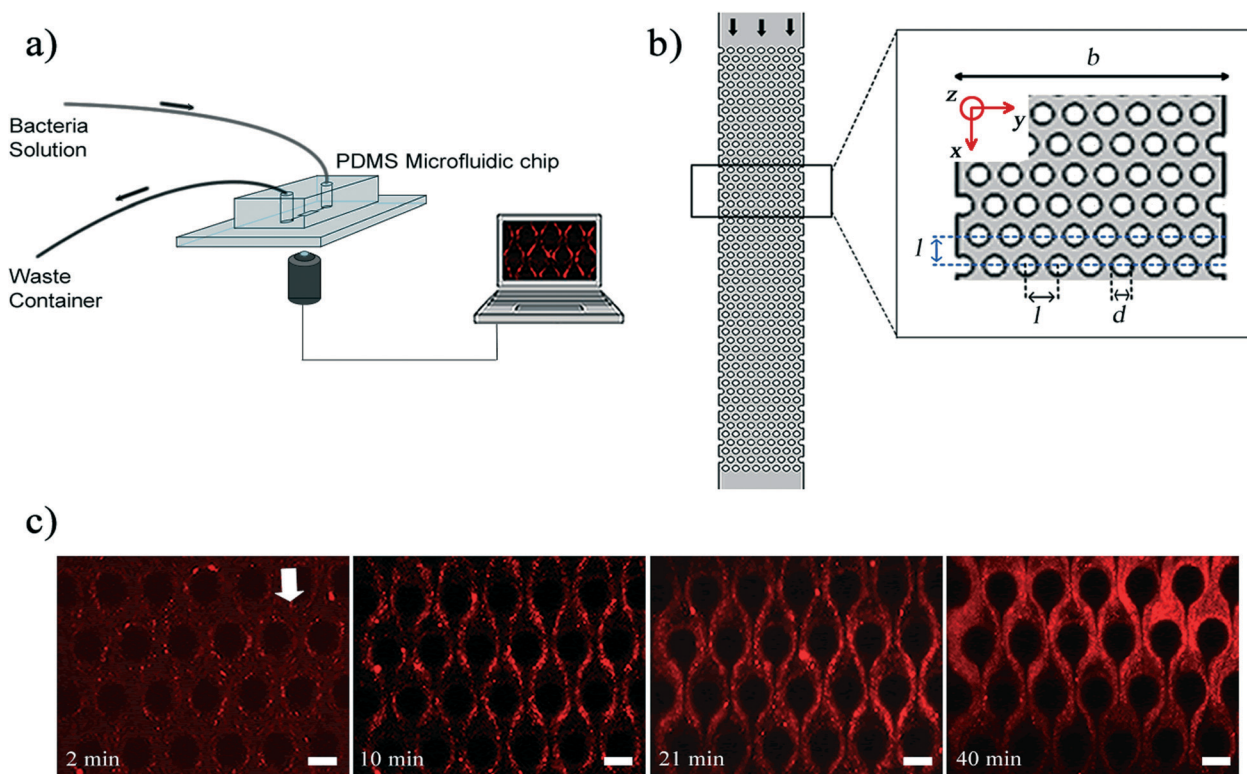 a)
Bacteria
Solution
PDMS Microfluidic chip
Waste
Container
b)
b
z
y
x
l
l
d
c)
2 min
10 min
21 min
40 min